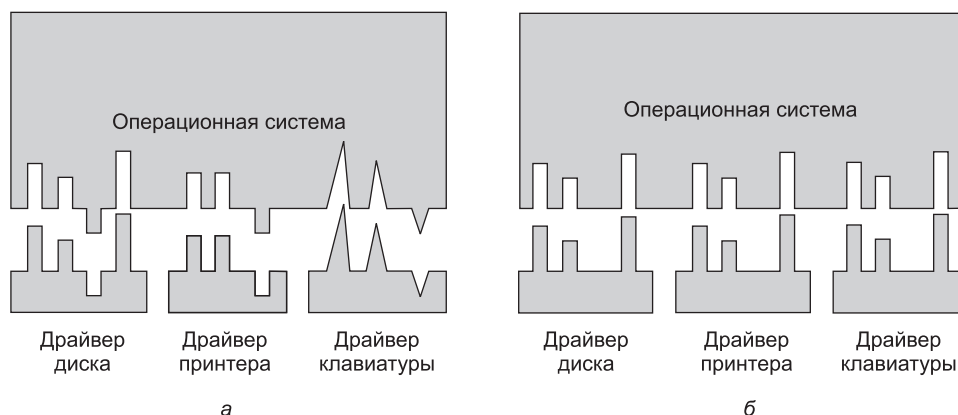 Операционная система
Драйвер
диска
Драйвер
принтера
Драйвер
клавиатуры
а
Операционная система
Драйвер
диска
Драйвер
принтера
Драйвер
клавиатуры
б